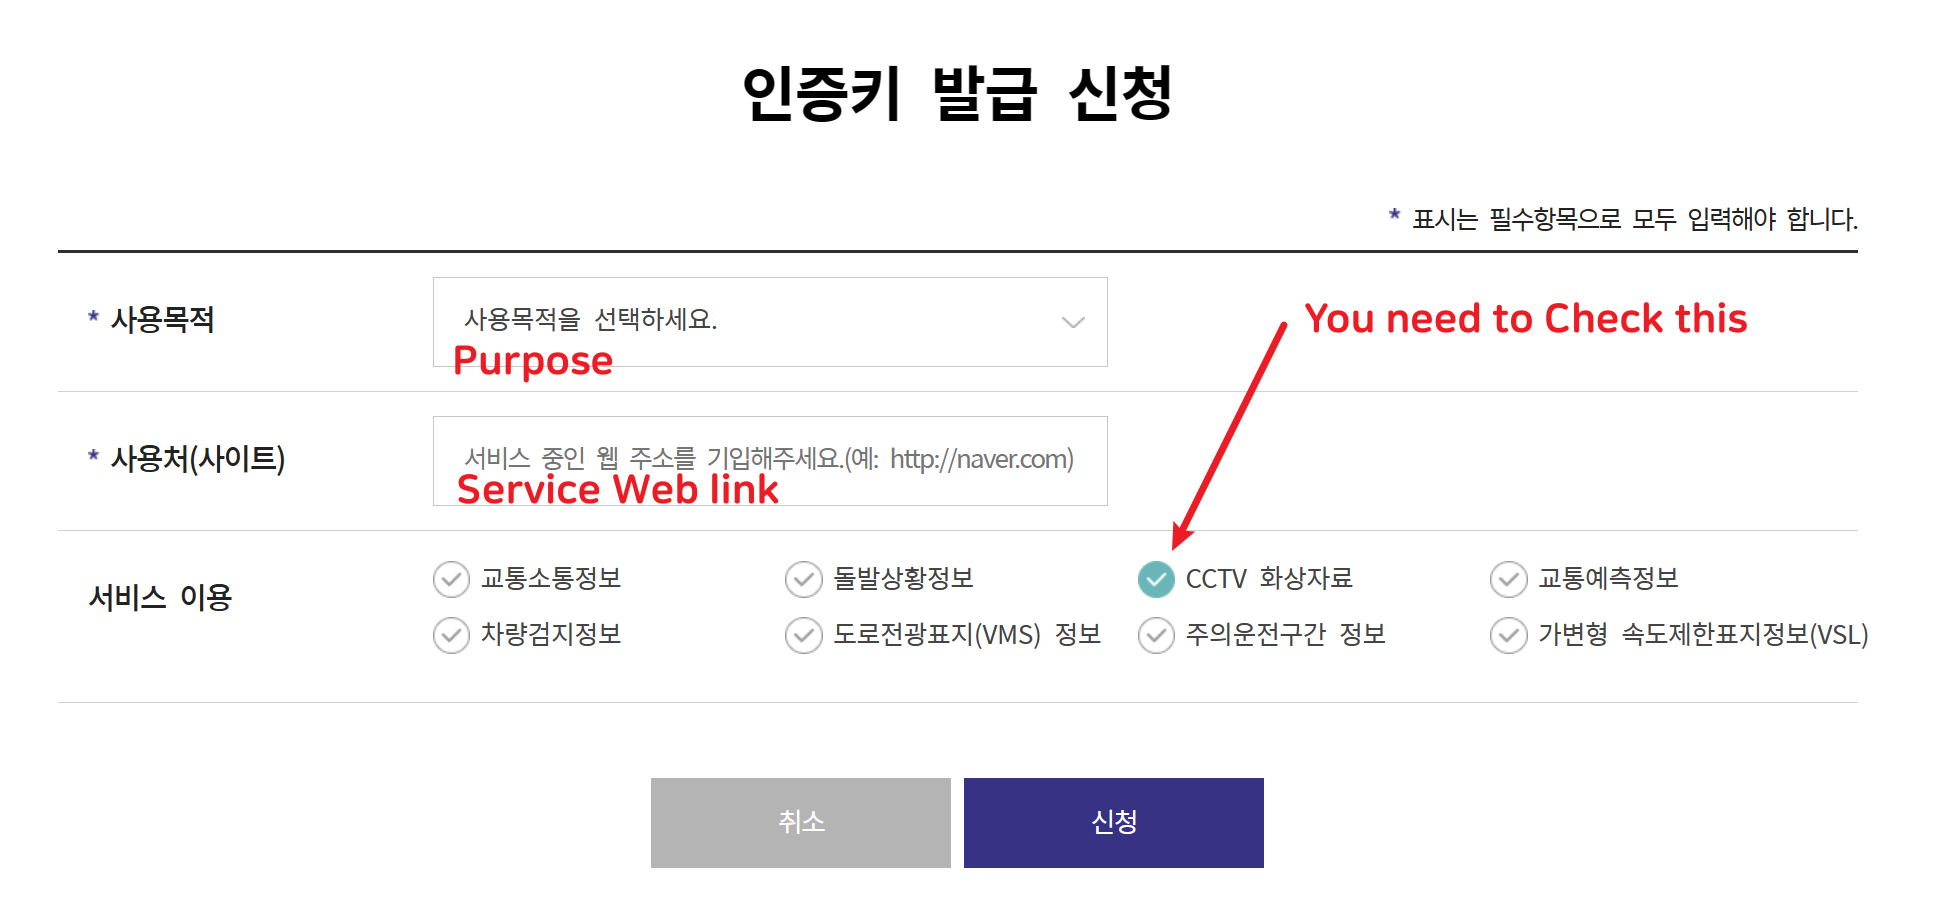 인증키 발급 신청
* 표시는 필수항목으로 모두 입력해야 합니다.
* 사용목적
사용목적을 선택하세요.
Purpose
You need to Check this
* 사용처(사이트)
서비스 중인 웹 주소를 기입해주세요.(예: http://naver.com)
Service Web link
서비스 이용
교통소통정보 돌발상황정보 CCTV 화상자료 교통예측정보
차량검지정보 도로전광표지(VMS) 정보 주의운전구간 정보 가변형 속도제한표지정보(VSL)
취소 신청